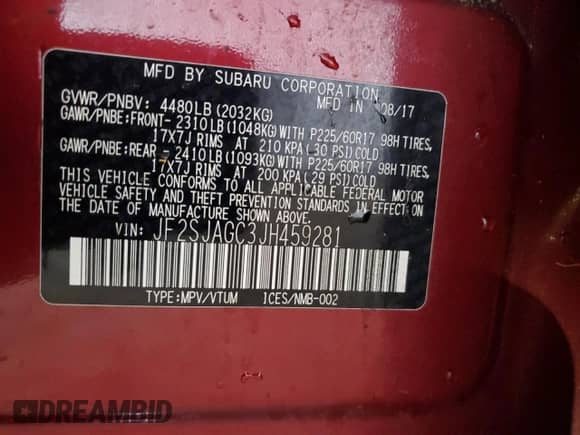 MFD BY SUBARU CORPORATION
GVWR/PNBV: 4480LB(2032KG) MFD IN 08/17
GAWR/PNBE:FRONT- 2310LB(1048KG)WITH P225/60R17 98H TIRES,
17X7J RIMS AT 210 KPA(30 PSI)COLD
GAWR/PNBE:REAR - 2410LB(1093KG)WITH P225/60R17 98H TIRES,
17X7J RIMS AT 200 KPA(29 PSI)COLD
THIS VEHICLE CONFORMS TO ALL APPLICABLE FEDERAL MOTOR
VEHICLE SAFETY AND THEFT PREVENTION STANDARDS IN EFFECT ON
THE DATE OF MANUFACTURE SHOWN ABOVE.
VIN: JF2SJAGC3JH459281
TYPE:MPV/VTUM ICES/NMB-002
DREAMBID